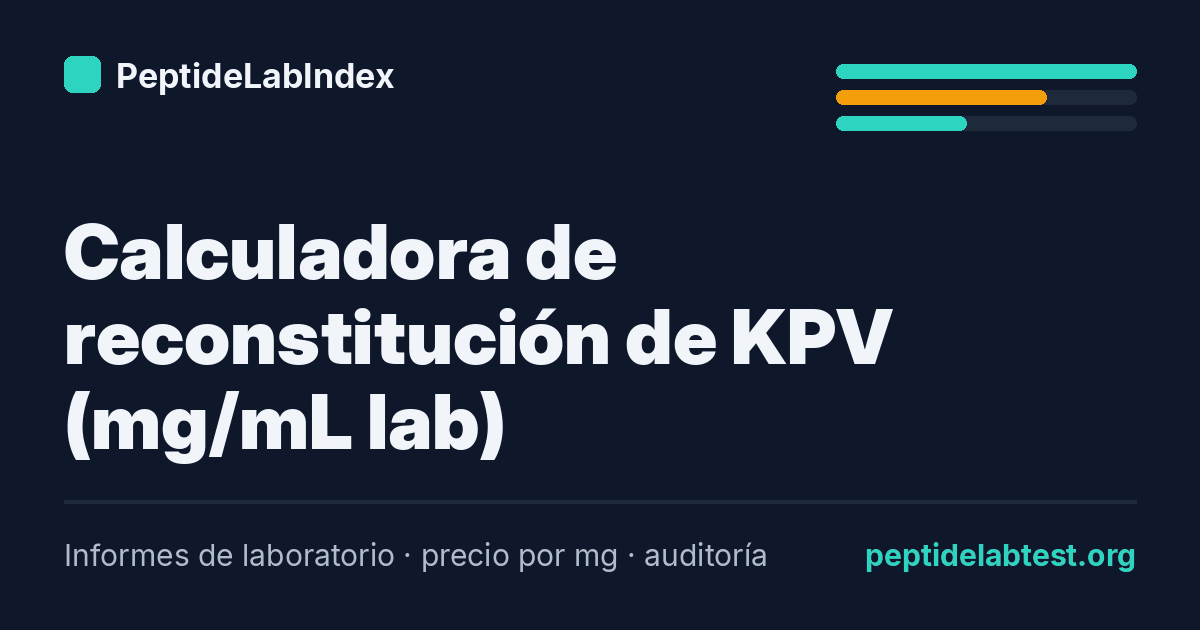 PeptideLabIndex
Calculadora de
reconstitución de KPV
(mg/mL lab)
Informes de laboratorio · precio por mg · auditoría
peptidelabtest.org